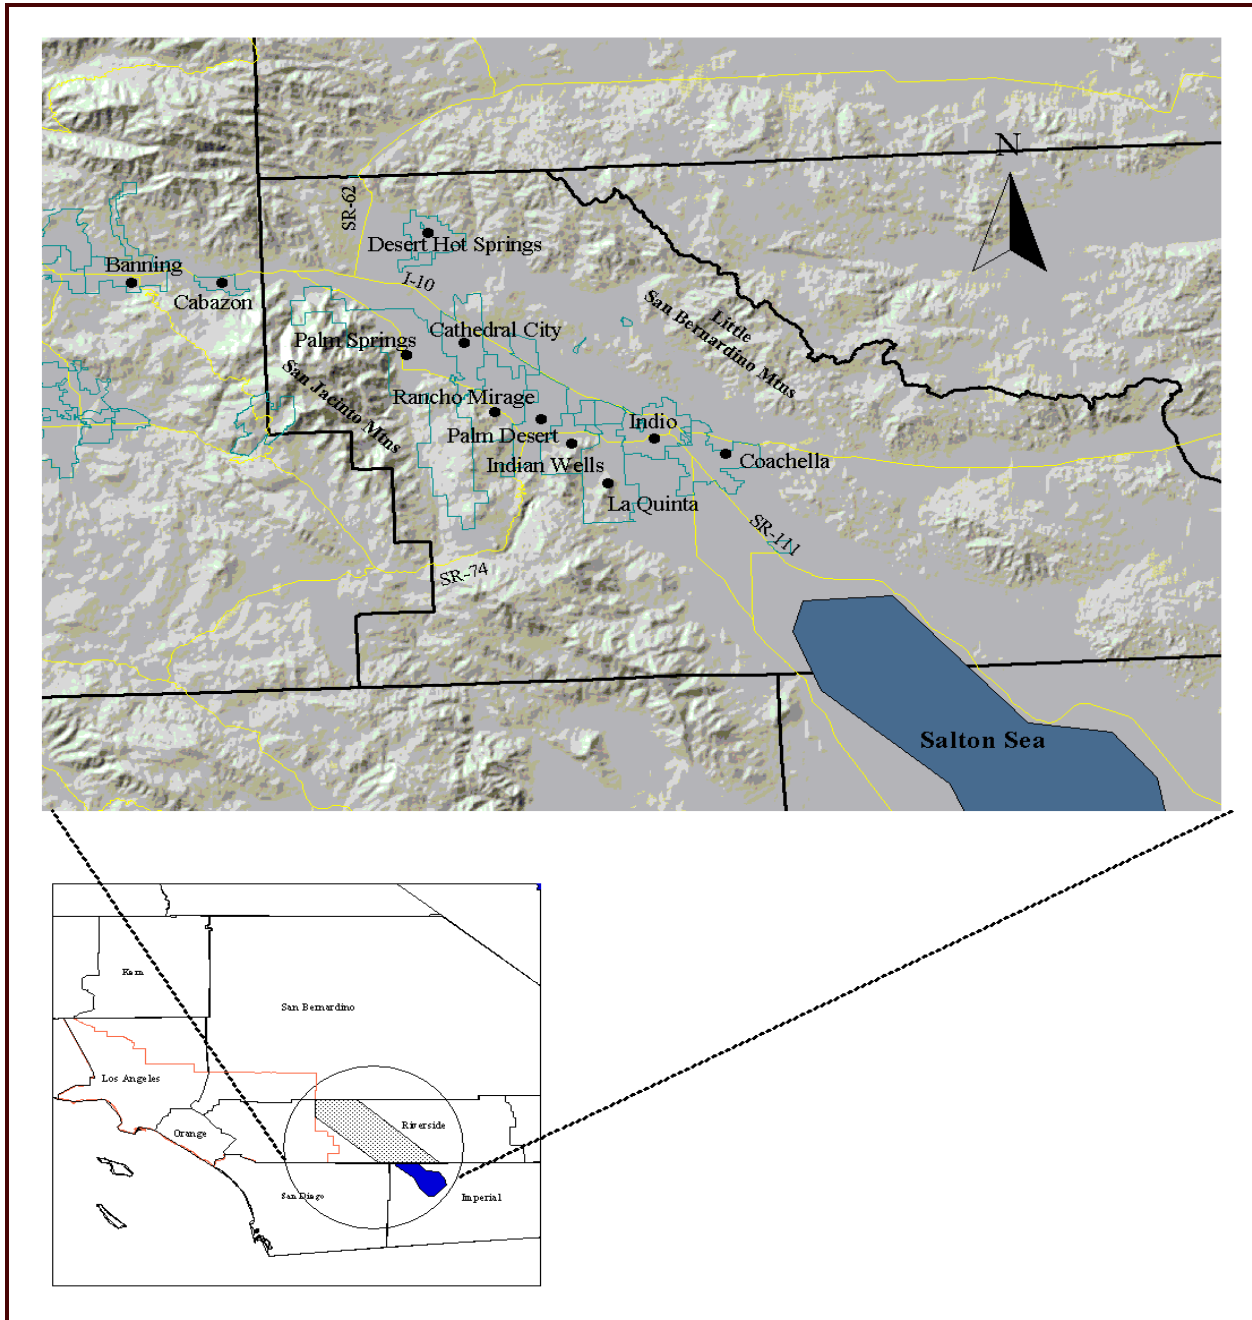 N
SR-62
Desert Hot Springs
Banning
I-10
Cabazon
Little
San Bernardino Mtns
Cathedral City
Palm Springs
San Jacinto Mtns
Rancho Mirage
Indio
Palm Desert
Indian Wells
Coachella
La Quinta
SR-111
SR-74
Salton Sea
Kern
San Bernardino
Los Angeles
Riverside
Orange
San Diego
Imperial